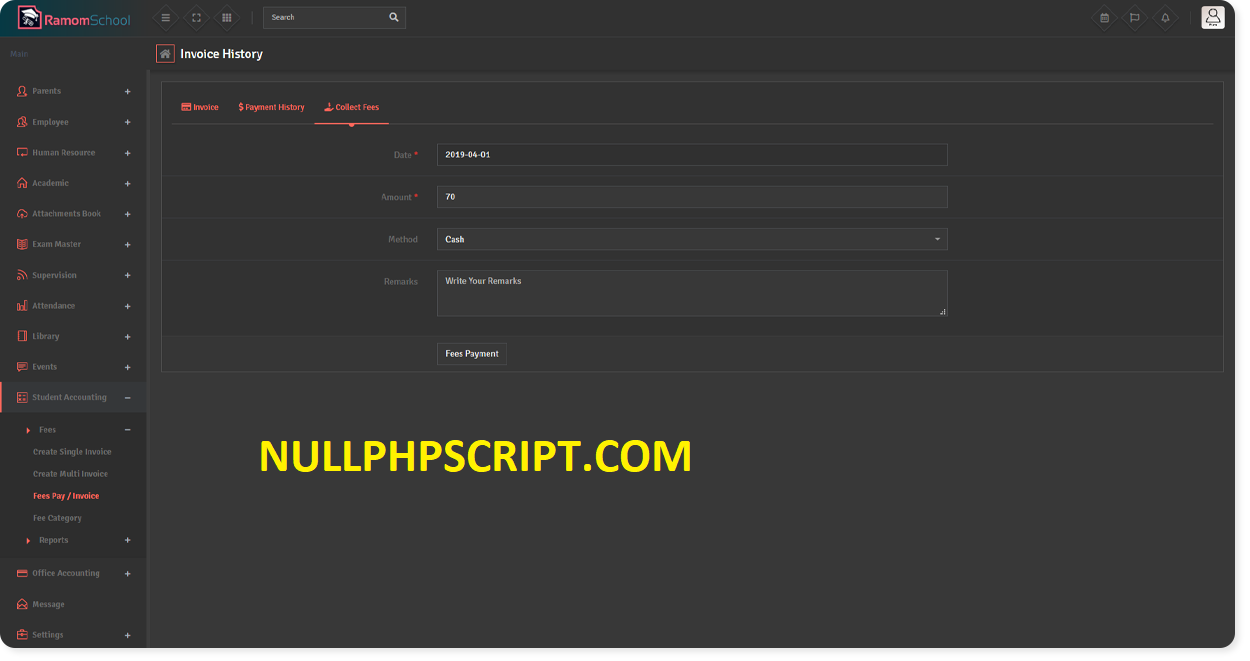 RamomSchool
Search
Main
Invoice History
Parents +
Employee +
Human Resource +
Academic +
Attachments Book +
Exam Master +
Supervision +
Attendance +
Library +
Events +
Student Accounting −
Fees −
Create Single Invoice
Create Multi Invoice
Fees Pay / Invoice
Fee Category
Reports +
Office Accounting +
Message
Settings +
Invoice
$ Payment History
Collect Fees
Date *
2019-04-01
Amount *
70
Method
Cash
Remarks
Write Your Remarks
Fees Payment
NULLPHPSCRIPT.COM